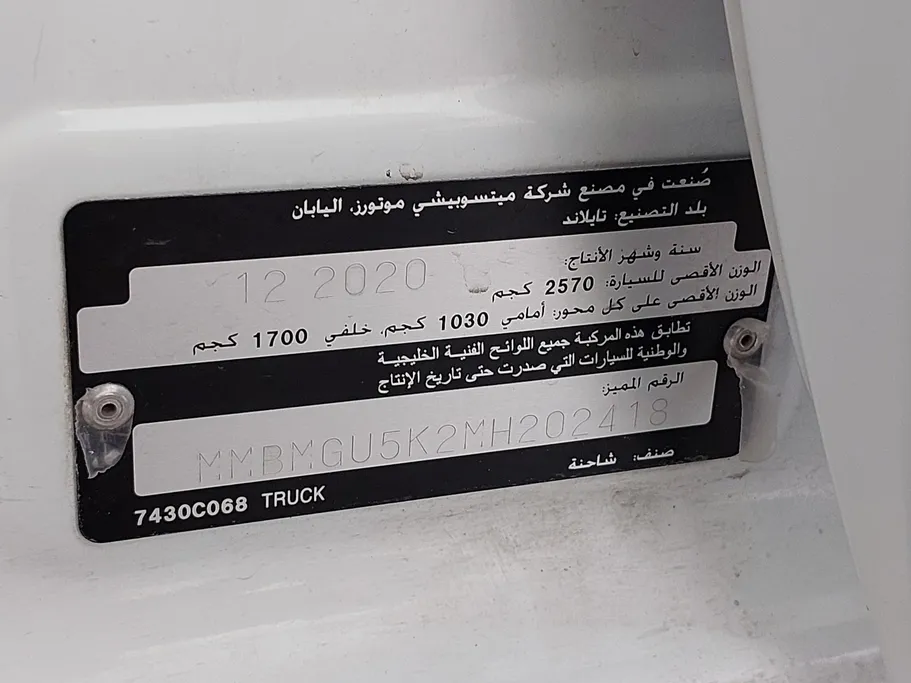 صُنعت في مصنع شركة ميتسوبيشي موتورز، اليابان
بلد التصنيع: تايلاند
سنة وشهر الأنتاج:
12 2020
الوزن الأقصى للسيارة: 2570 كجم
الوزن الأقصى على كل محور: أمامي 1030 كجم، خلفي 1700 كجم
تطابق هذه المركبة جميع اللوائح الفنية الخليجية
والوطنية للسيارات التي صدرت حتى تاريخ الإنتاج
الرقم المميز:
MMBMGU5K2MH202418
صنف: شاحنة
7430C068 TRUCK